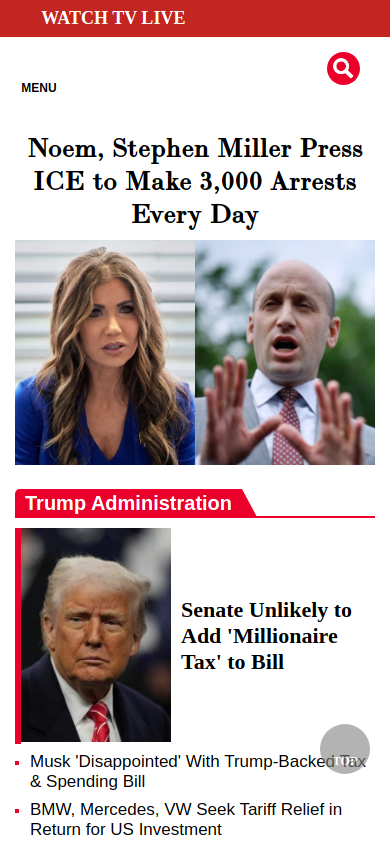 WATCH TV LIVE
MENU
Noem, Stephen Miller Press
ICE to Make 3,000 Arrests
Every Day
Trump Administration
Senate Unlikely to
Add 'Millionaire
Tax' to Bill
Musk 'Disappointed' With Trump-Backed Tax
& Spending Bill
TOP
BMW, Mercedes, VW Seek Tariff Relief in
Return for US Investment